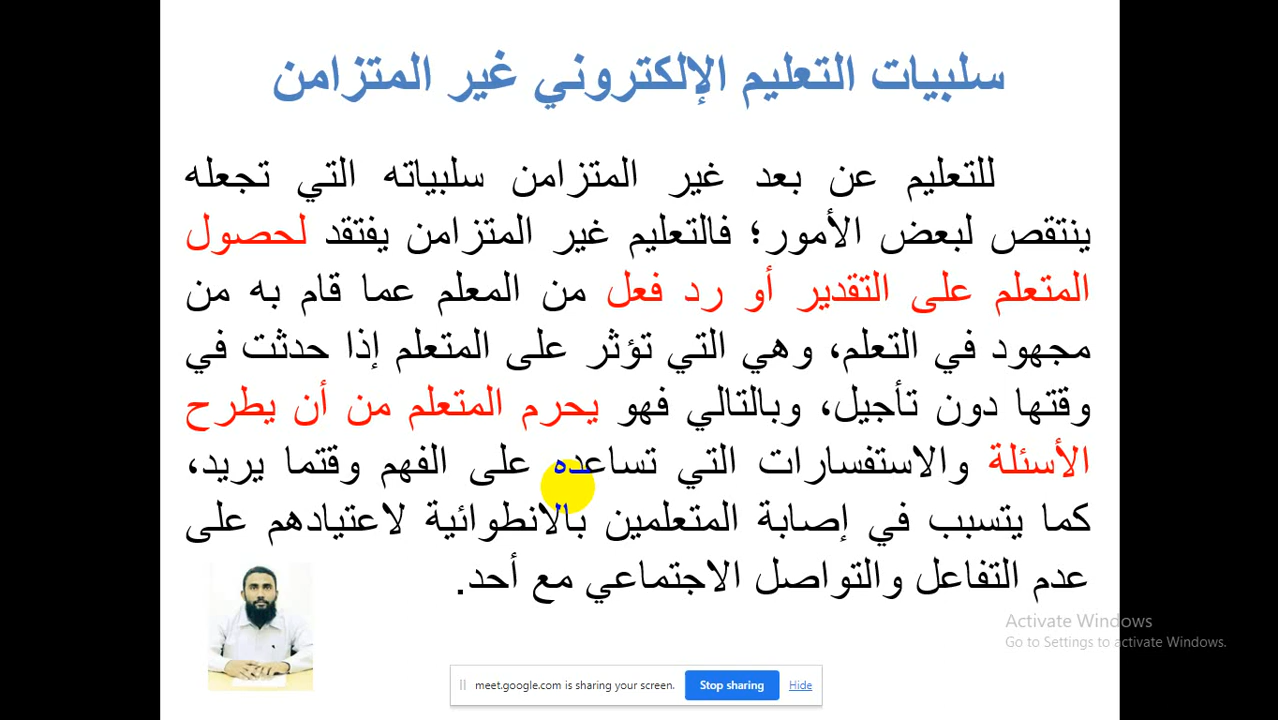 سلبيات التعليم الإلكتروني غير المتزامن
للتعليم عن بعد غير المتزامن سلبياته التي تجعله
ينتقص لبعض الأمور؛ فالتعليم غير المتزامن يفتقد لحصول
المتعلم على التقدير أو رد فعل من المعلم عما قام به من
مجهود في التعلم، وهي التي تؤثر على المتعلم إذا حدثت في
وقتها دون تأجيل، وبالتالي فهو يحرم المتعلم من أن يطرح
الأسئلة والاستفسارات التي تساعده على الفهم وقتما يريد،
كما يتسبب في إصابة المتعلمين بالانطوائية لاعتيادهم على
عدم التفاعل والتواصل الاجتماعي مع أحد.
Activate Windows
Go to Settings to activate Windows.
meet.google.com is sharing your screen. Stop sharing Hide